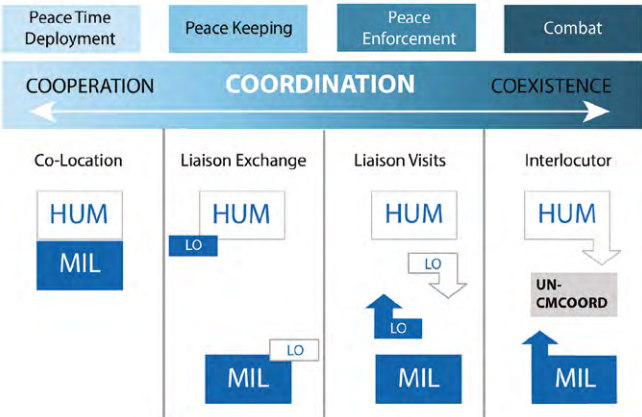 Peace Time
Deployment
Peace Keeping
Peace
Enforcement
Combat
COOPERATION
COORDINATION
COEXISTENCE
Co-Location
Liaison Exchange
Liaison Visits
Interlocutor
HUM
MIL
HUM
LO
LO
MIL
HUM
LO
LO
MIL
HUM
UN-
CMCOORD
MIL